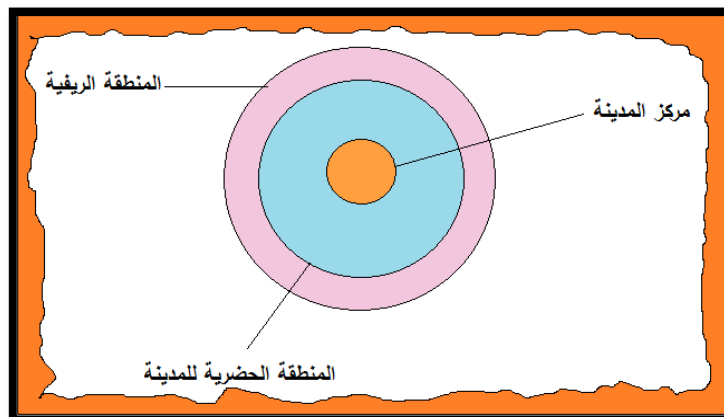 المنطقة الريفية
مركز المدينة
المنطقة الحضرية للمدينة